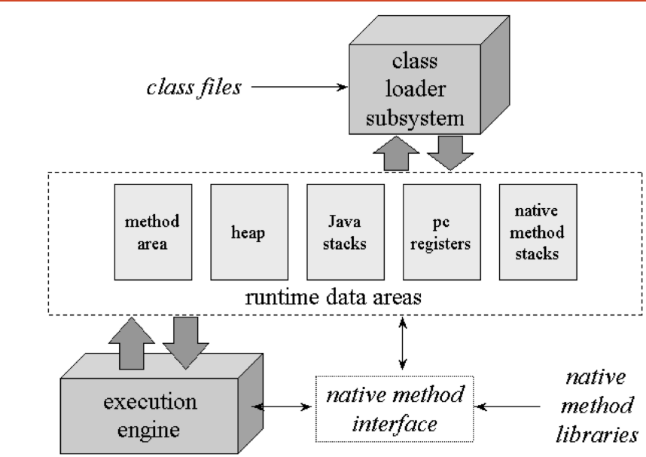 class
loader
subsystem
class files
method
area
heap
Java
stacks
pc
registers
native
method
stacks
runtime data areas
execution
engine
native method
interface
native
method
libraries